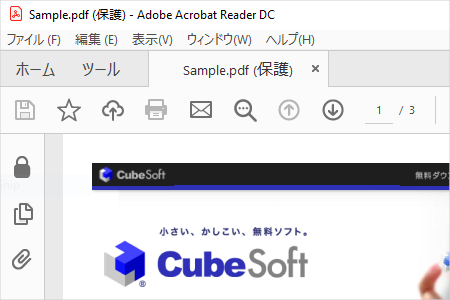 Sample.pdf (保護) - Adobe Acrobat Reader DC
ファイル (F) 編集 (E) 表示(V) ウィンドウ(W) ヘルプ(H)
ホーム ツール Sample.pdf (保護) ×
1 / 3
CubeSoft 無料ダウ
小さい、かしこい、無料ソフト。
CubeSoft
®